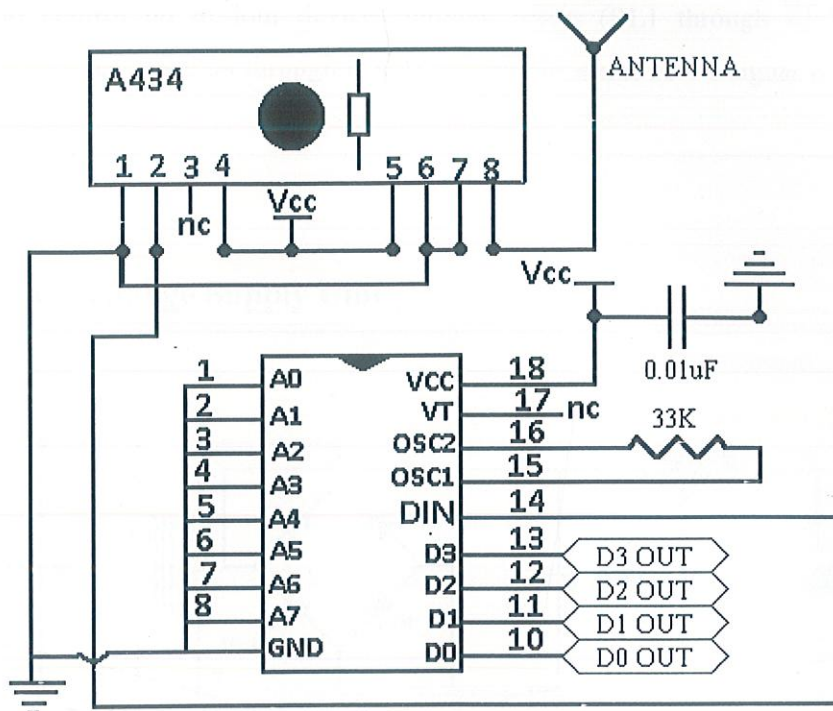 A434
ANTENNA
1 2 3 4 5 6 7 8
nc
Vcc
Vcc
0.01uF
33K
1 A0 VCC 18
2 A1 VT 17 nc
3 A2 OSC2 16
4 A3 OSC1 15
5 A4 DIN 14
6 A5 D3 13 D3 OUT
7 A6 D2 12 D2 OUT
8 A7 D1 11 D1 OUT
GND D0 10 D0 OUT